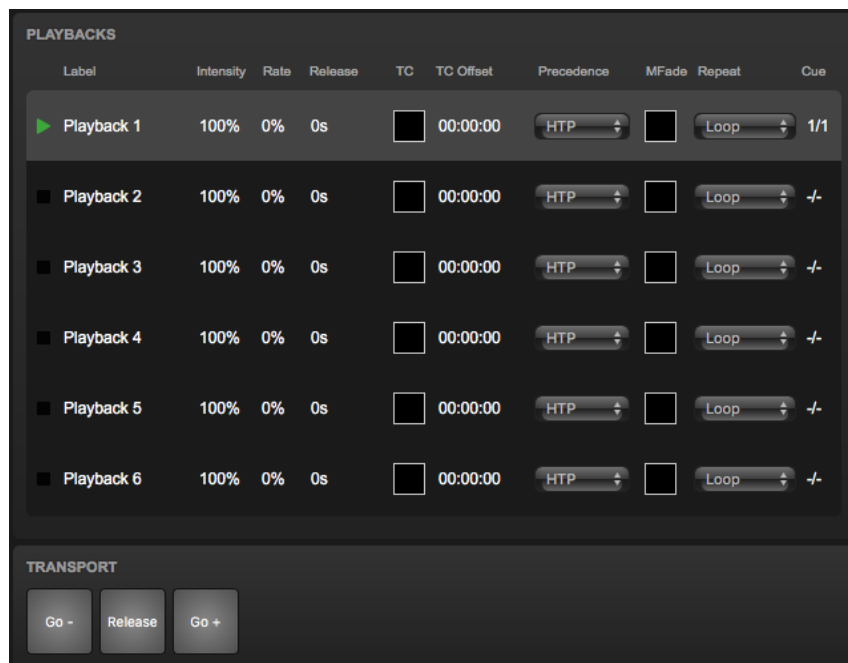 PLAYBACKS
Label Intensity Rate Release TC TC Offset Precedence MFade Repeat Cue
Playback 1 100% 0% 0s 00:00:00 HTP Loop 1/1
Playback 2 100% 0% 0s 00:00:00 HTP Loop -/-
Playback 3 100% 0% 0s 00:00:00 HTP Loop -/-
Playback 4 100% 0% 0s 00:00:00 HTP Loop -/-
Playback 5 100% 0% 0s 00:00:00 HTP Loop -/-
Playback 6 100% 0% 0s 00:00:00 HTP Loop -/-
TRANSPORT
Go - Release Go +